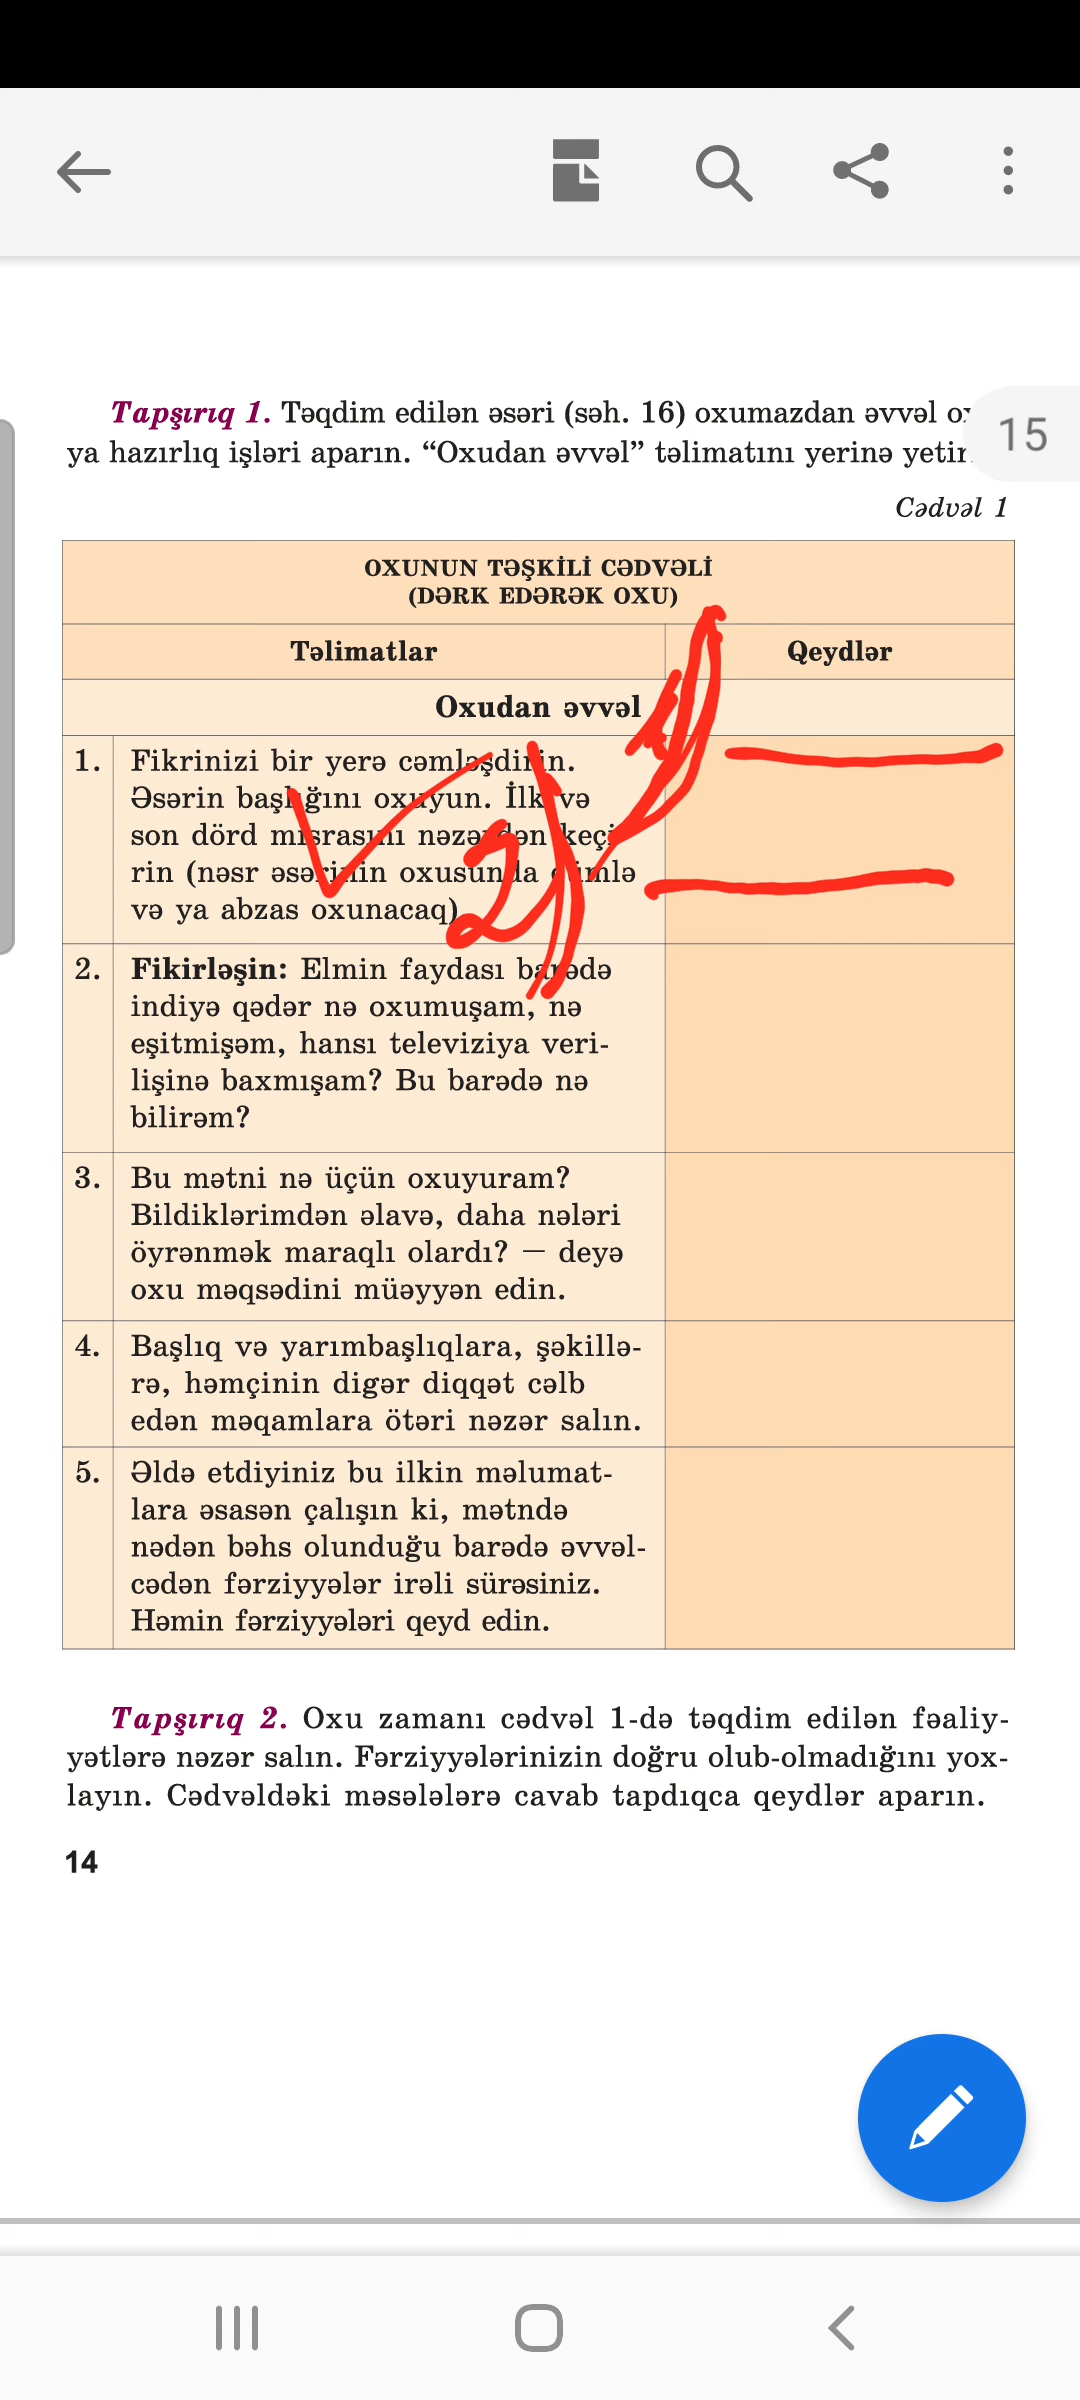 Tapşırıq 1. Təqdim edilən əsəri (səh. 16) oxumazdan əvvəl
15
ya hazırlıq işləri aparın. “Oxudan əvvəl” təlimatını yerinə
Cədvəl 1
OXUNUN TƏŞKİLİ CƏDVƏLİ
(DƏRK EDƏRƏK OXU)
Təlimatlar
Qeydlər
Oxudan əvvəl
1. Fikrinizi bir yerə cəmləşdirin.
Əsərin başlığını oxuyun. İlk və
son dörd misrasını nəzərdən keçi-
rin (nəsr əsərinin oxusunda cümlə
və ya abzas oxunacaq)
2. Fikirləşin: Elmin faydası barədə
indiyə qədər nə oxumuşam, nə
eşitmişəm, hansı televiziya veri-
lişinə baxmışam? Bu barədə nə
bilirəm?
3. Bu mətni nə üçün oxuyuram?
Bildiklərimdən əlavə, daha nələri
öyrənmək maraqlı olardı? — deyə
oxu məqsədini müəyyən edin.
4. Başlıq və yarımbaşlıqlara, şəkillə-
rə, həmçinin digər diqqət cəlb
edən məqamlara ötəri nəzər salın.
5. Əldə etdiyiniz bu ilkin məlumat-
lara əsasən çalışın ki, mətndə
nədən bəhs olunduğu barədə əvvəl-
cədən fərziyyələr irəli sürəsiniz.
Həmin fərziyyələri qeyd edin.
2)
Tapşırıq 2. Oxu zamanı cədvəl 1-də təqdim edilən fəaliy-
yətlərə nəzər salın. Fərziyyələrinizin doğru olub-olmadığını yox-
layın. Cədvəldəki məsələlərə cavab tapdıqca qeydlər aparın.
14